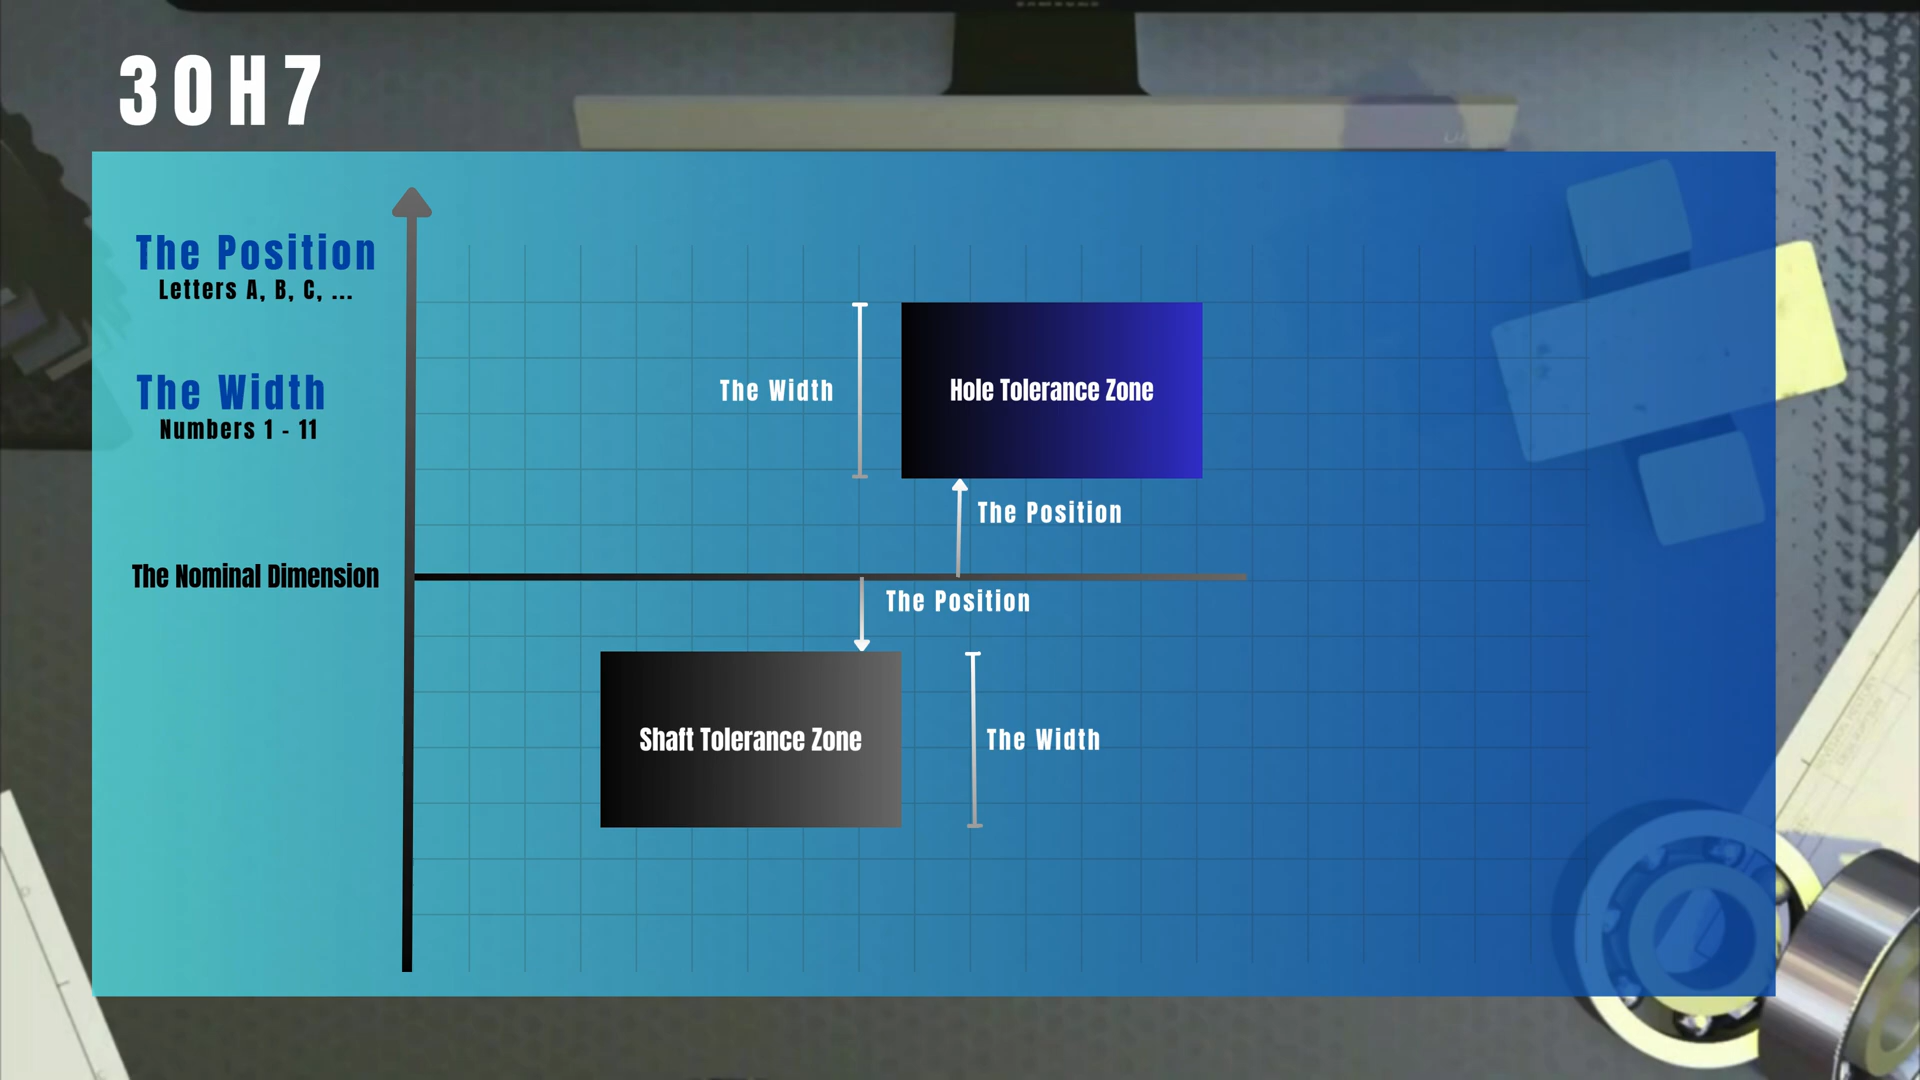 SAMSUNG
30H7
The Position
Letters A, B, C, ...
The Width
Numbers 1 - 11
The Width
Hole Tolerance Zone
The Position
The Nominal Dimension
The Position
Shaft Tolerance Zone
The Width